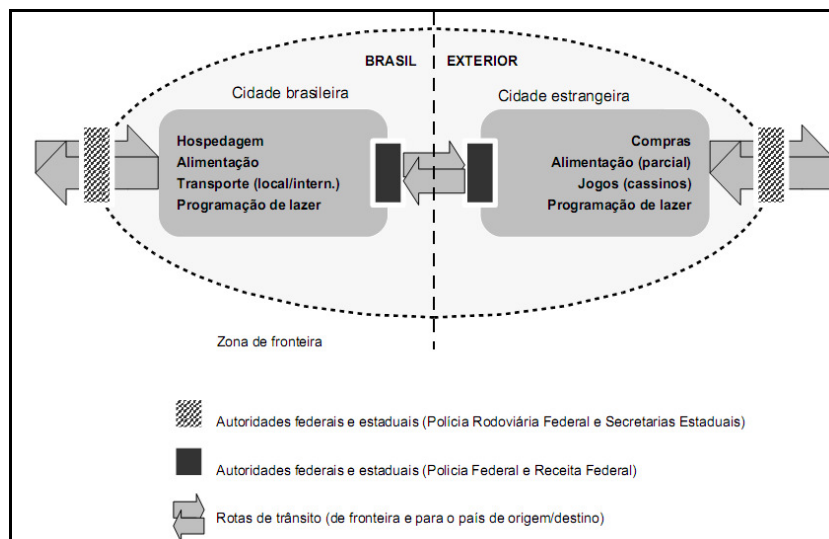 BRASIL EXTERIOR
Cidade brasileira
Cidade estrangeira
Hospedagem
Alimentação
Transporte (local/intern.)
Programação de lazer
Compras
Alimentação (parcial)
Jogos (cassinos)
Programação de lazer
Zona de fronteira
Autoridades federais e estaduais (Polícia Rodoviária Federal e Secretarias Estaduais)
Autoridades federais e estaduais (Policia Federal e Receita Federal)
Rotas de trânsito (de fronteira e para o país de origem/destino)